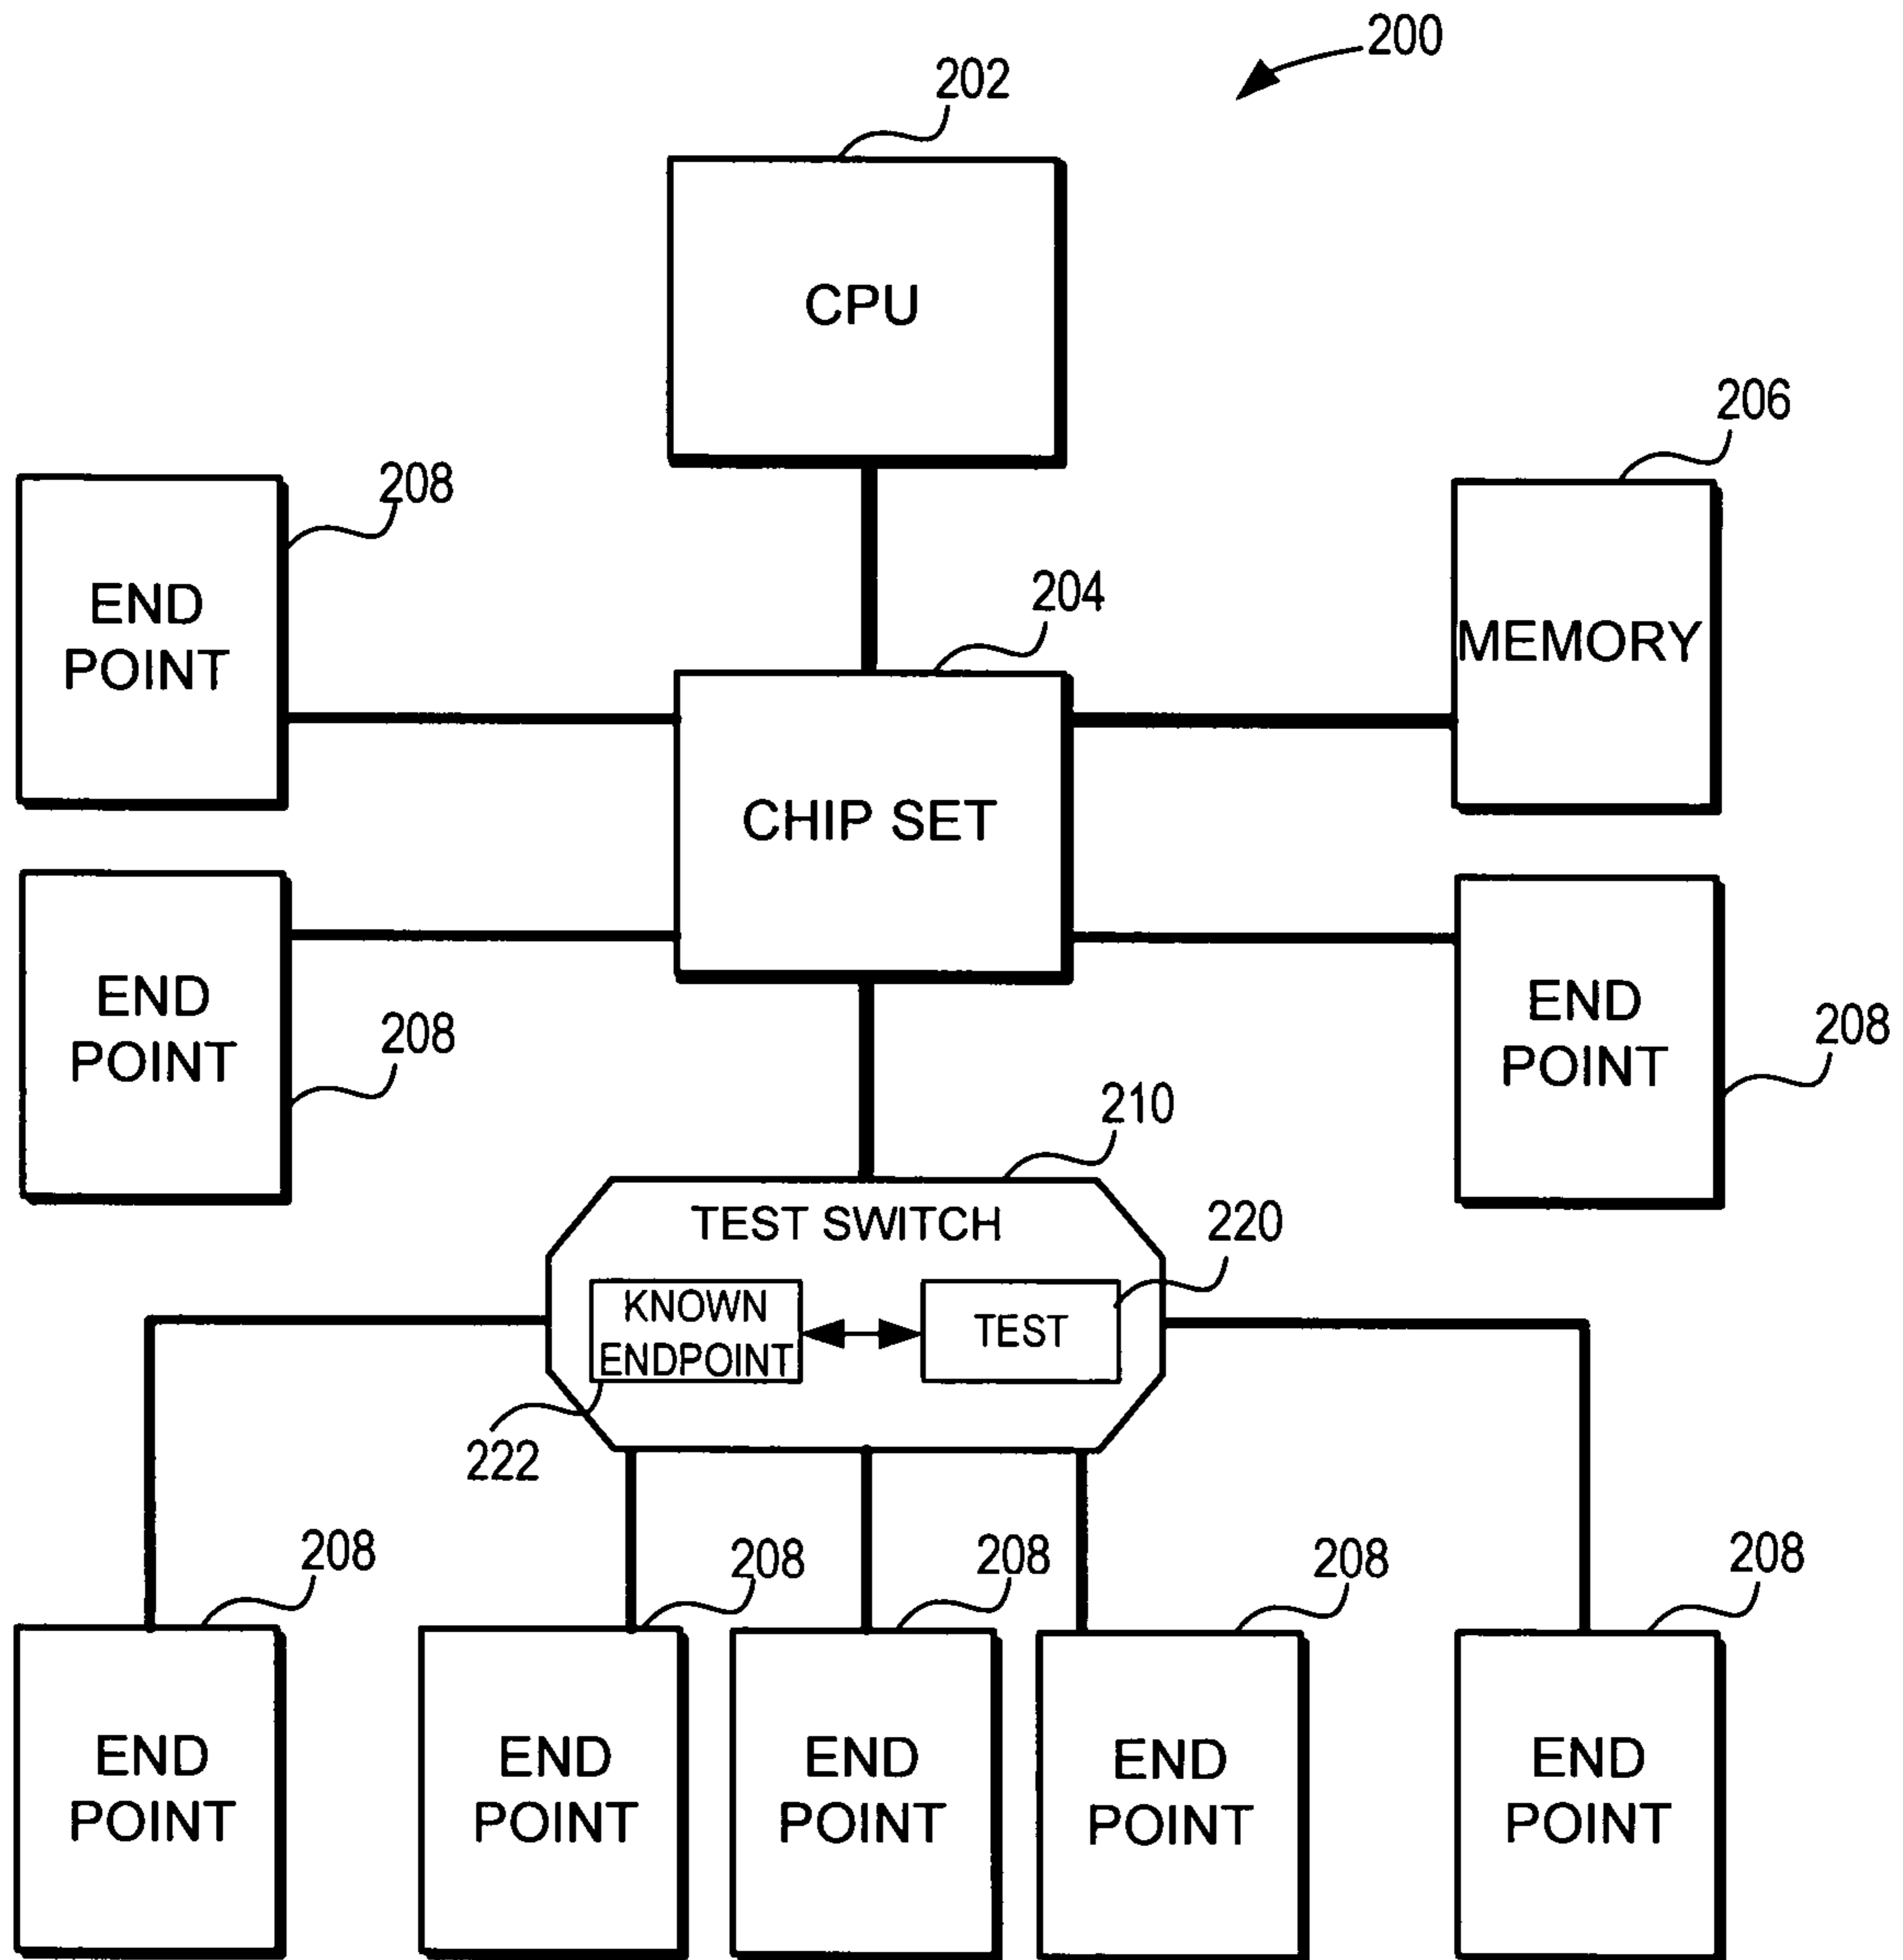 200
202
CPU
206
208
END
POINT
MEMORY
204
CHIP SET
END
POINT
208
END
POINT
208
210
TEST SWITCH
220
KNOWN
ENDPOINT
TEST
222
208
208
208
208
208
END
POINT
END
POINT
END
POINT
END
POINT
END
POINT